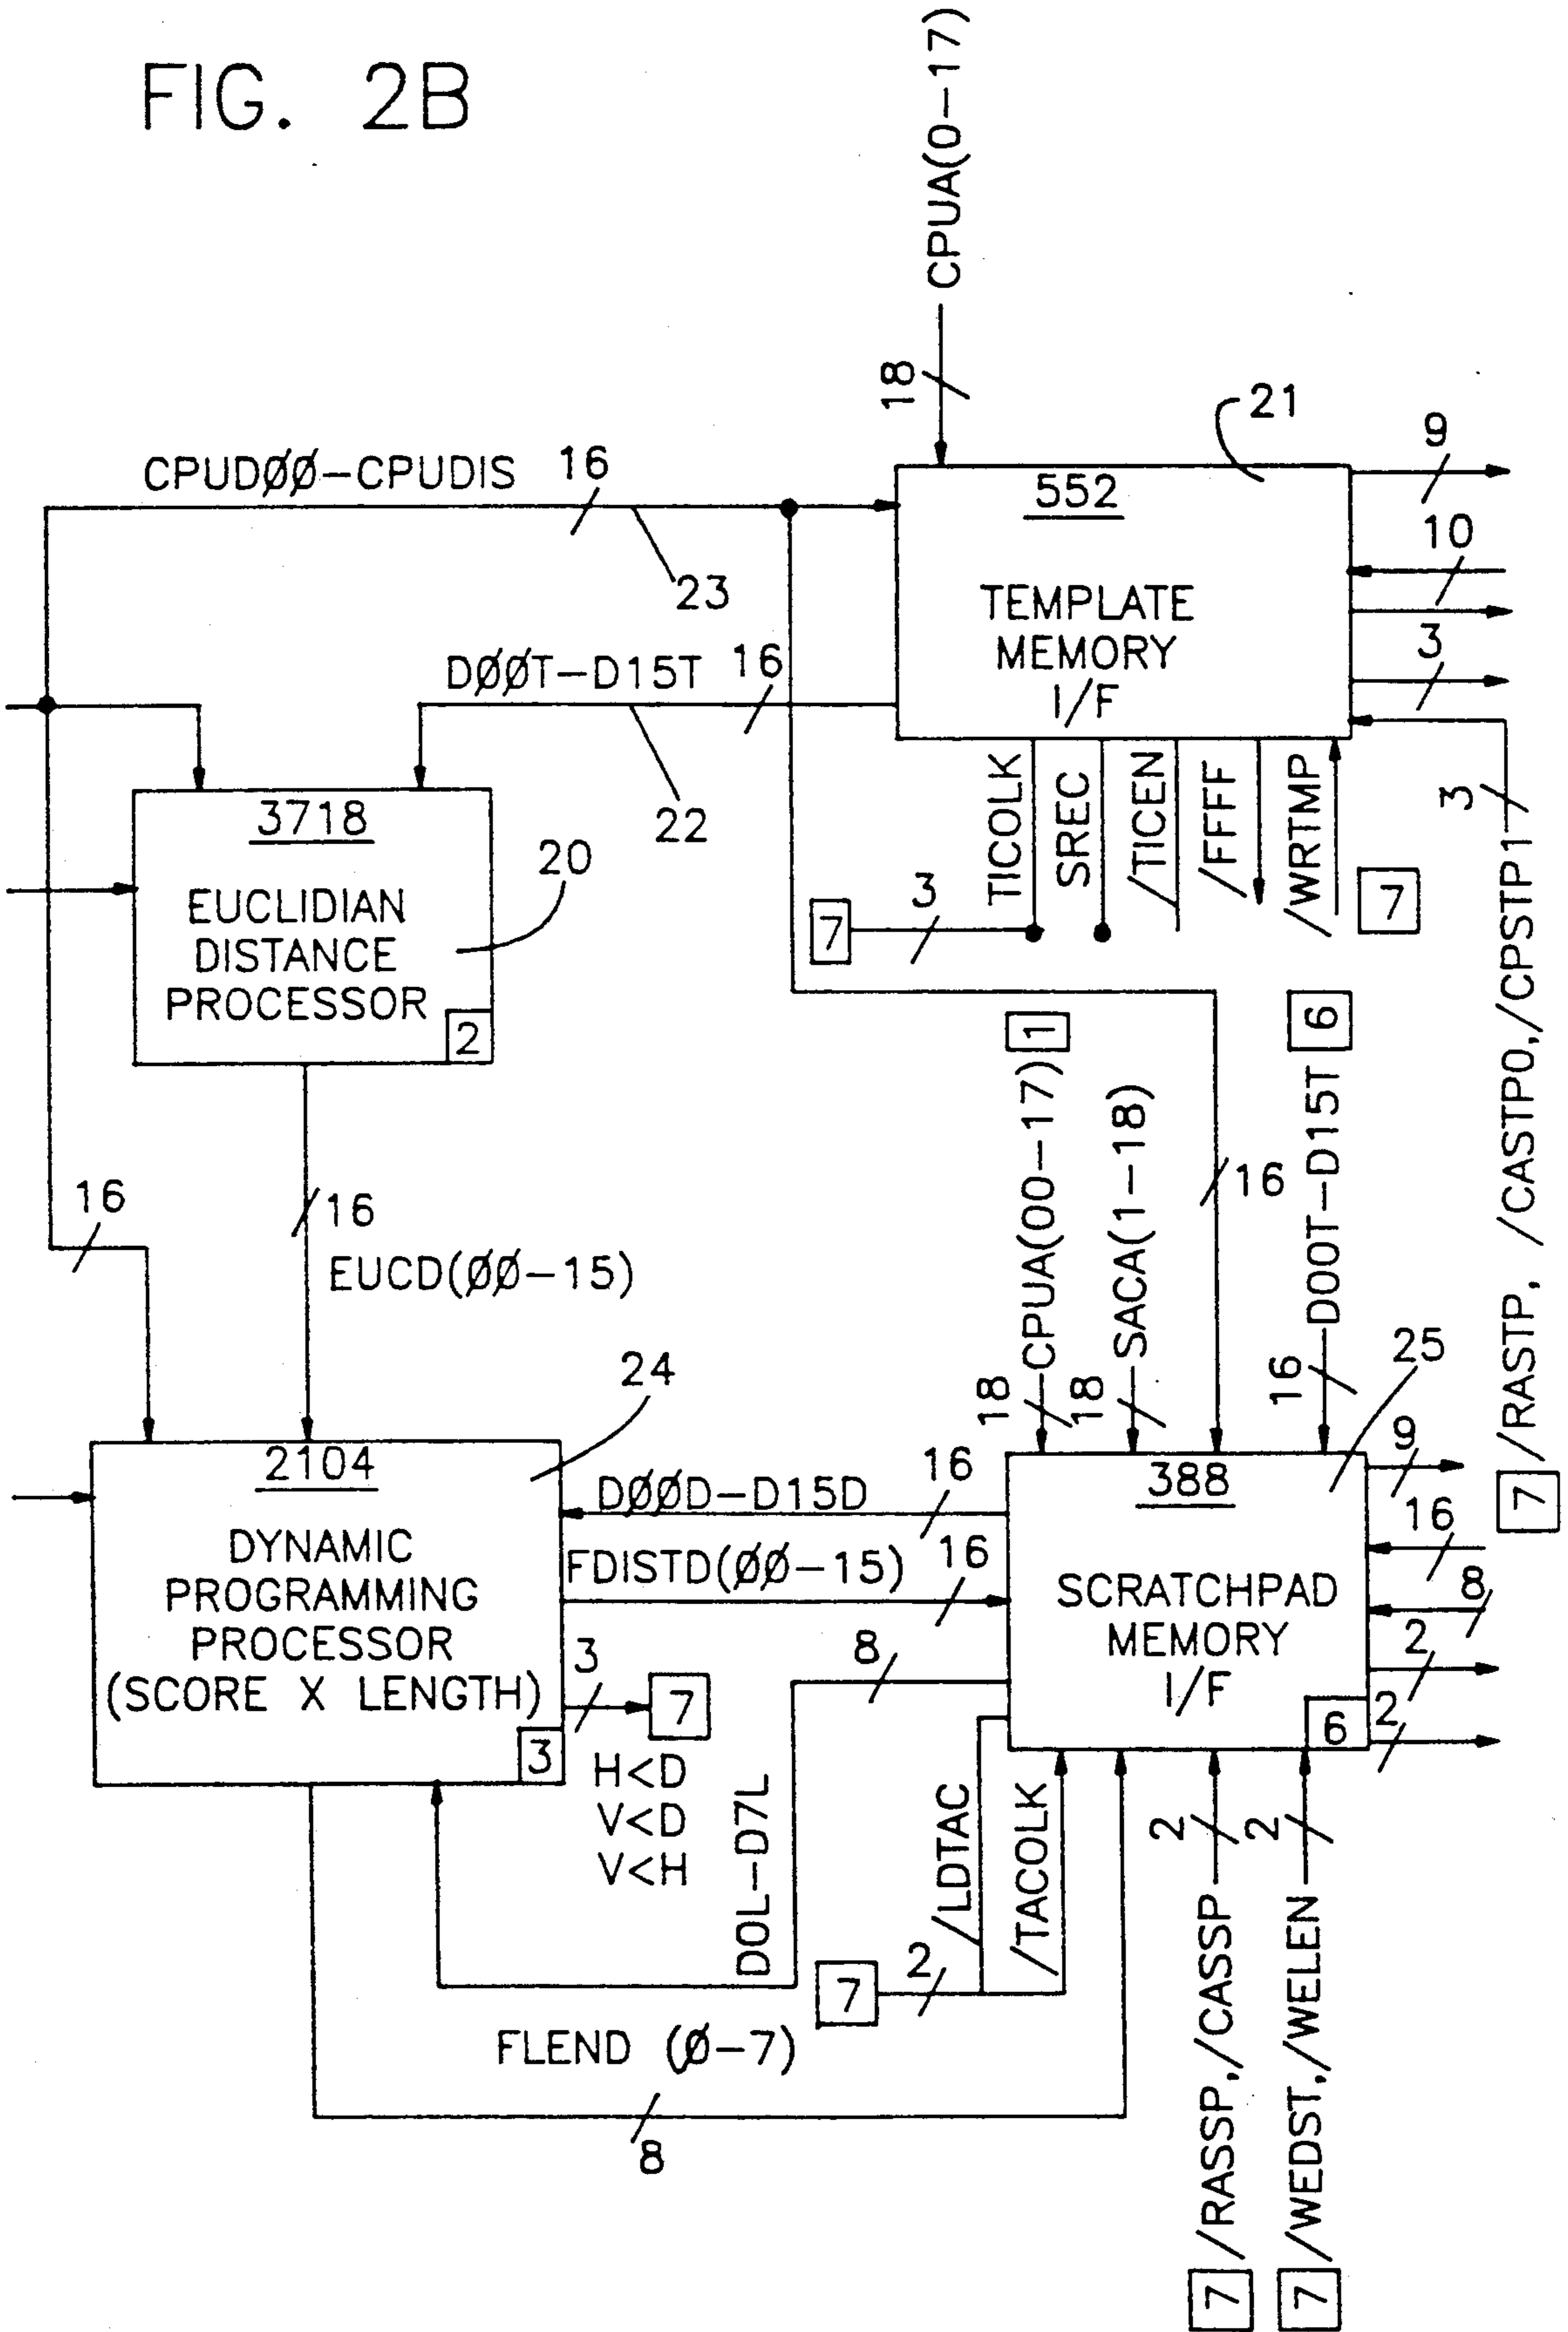 FIG. 2B
CPUA(0-17)
18
CPUDØØ-CPUDIS
16
23
21
552
TEMPLATE
MEMORY
I/F
9
10
3
3
DØØT-D15T
16
22
TICOLK
SREC
/TICEN
/FFFF
/WRTMP
7
3
7
3718
EUCLIDIAN
DISTANCE
PROCESSOR
20
2
7
/RASTP, /CASTP0,/CPSTP1
16
16
EUCD(ØØ-15)
CPUA(00-17)
1
18
SACA(1-18)
18
16
D00T-D15T
6
16
24
2104
DYNAMIC
PROGRAMMING
PROCESSOR
(SCORE X LENGTH)
3
DØØD-D15D
16
FDISTD(ØØ-15)
16
3
7
H<D
V<D
V<H
8
DOL-D7L
25
388
SCRATCHPAD
MEMORY
I/F
6
9
16
8
2
2
/LDTAC
/TACOLK
7
2
FLEND (Ø-7)
8
2
7
/RASSP,/CASSP
2
7
/WEDST,/WELEN